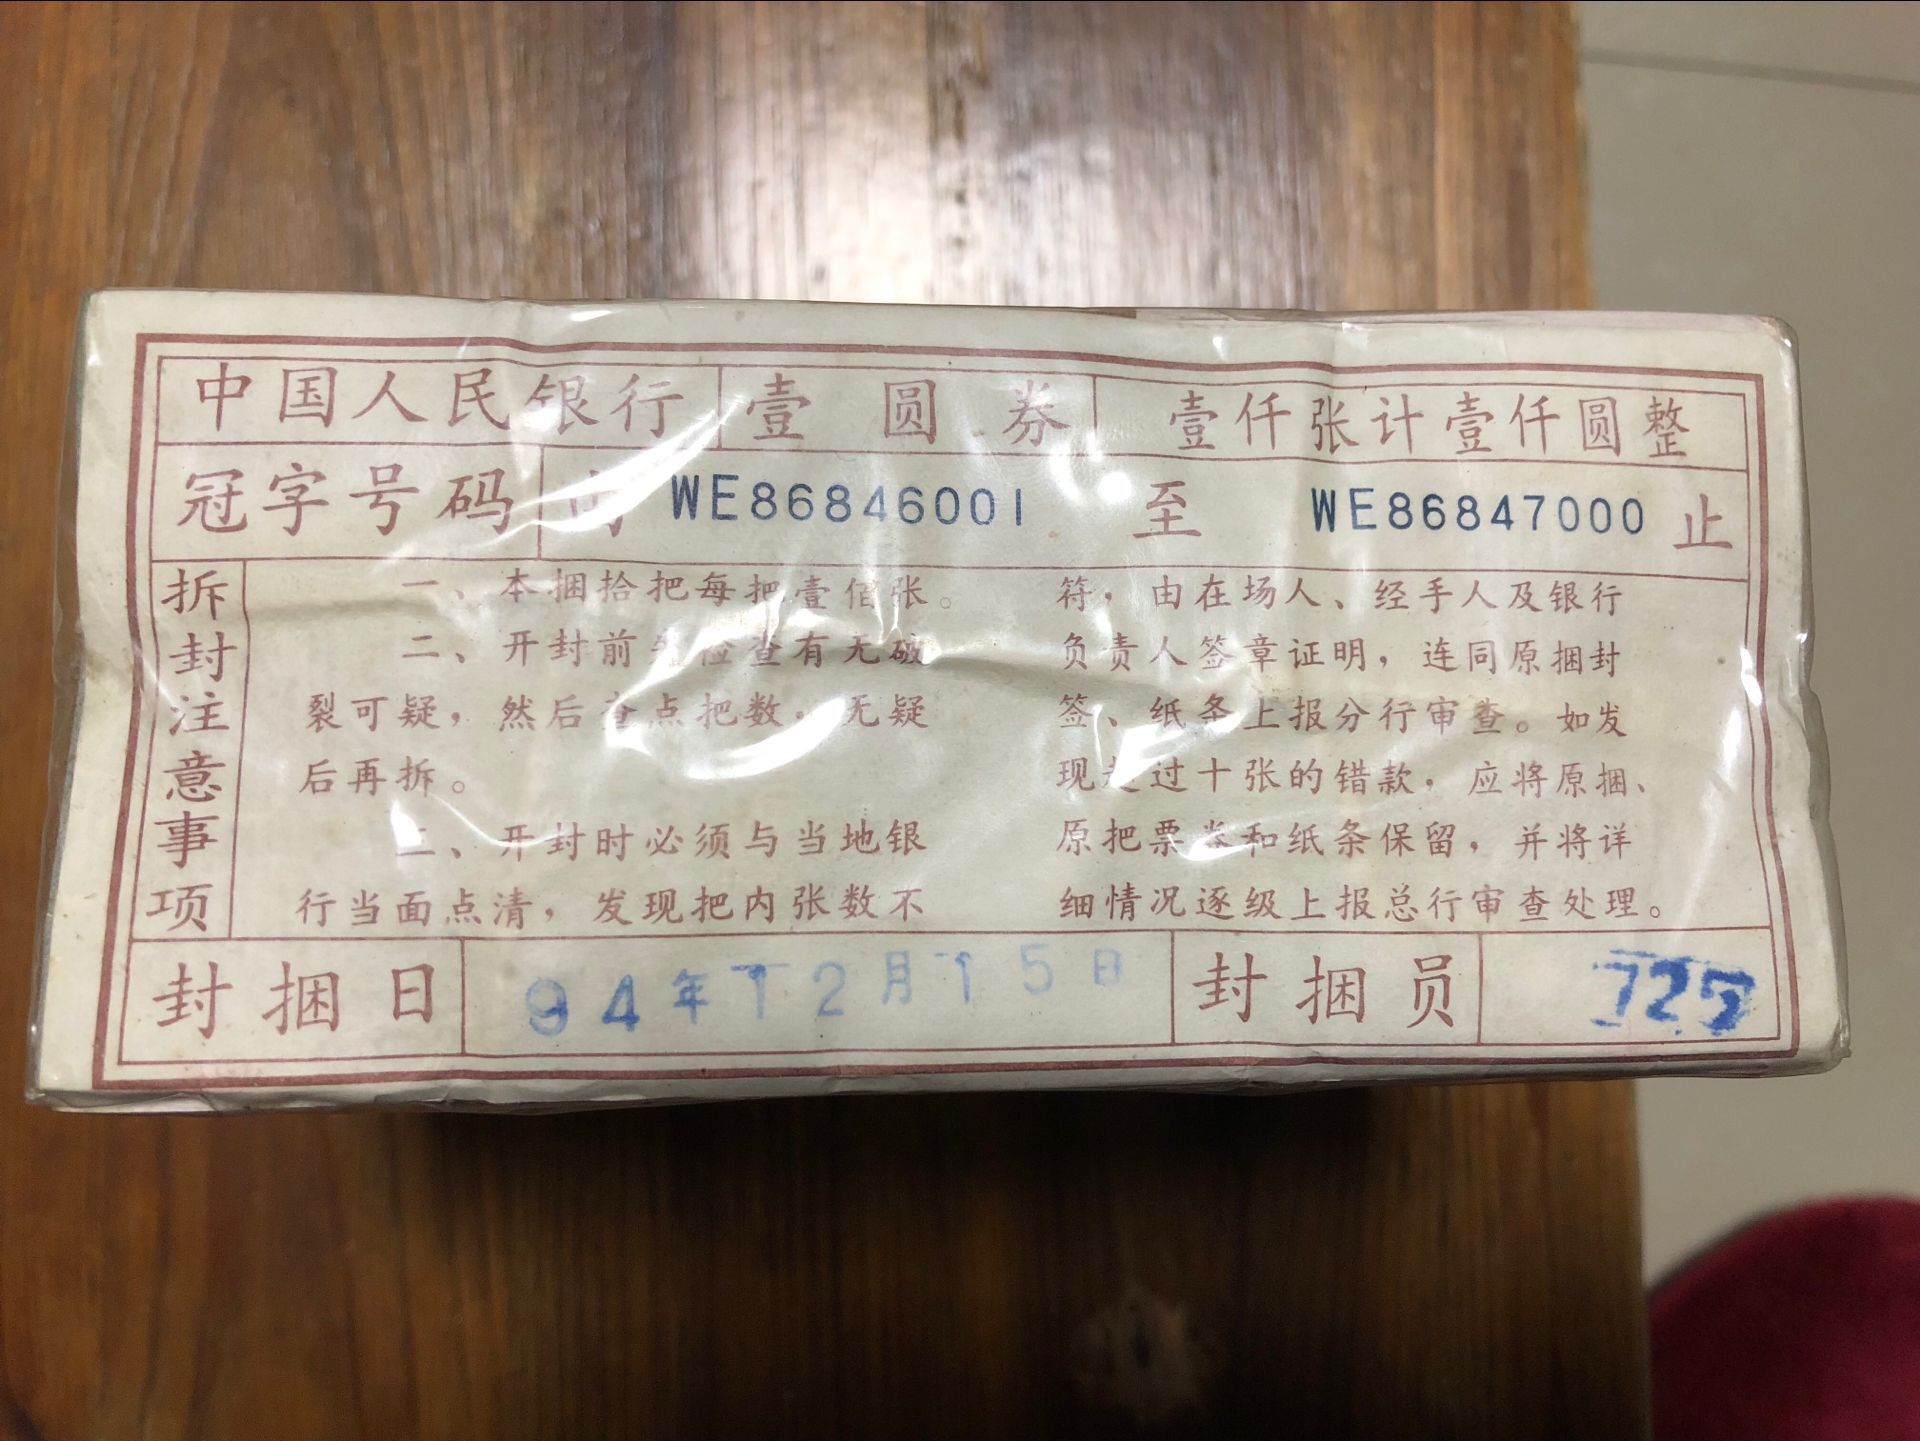 中国人民银行 壹圆券 壹仟张计壹仟圆整
冠字号码 WE86846001 至 WE86847000 止
拆封注意事项
一、本捆拾把每把壹佰张。
二、开封前先检查有无破
裂可疑，然后查点把数，无疑
后再拆。
三、开封时必须与当地银
行当面点清，发现把内张数不
符，由在场人、经手人及银行
负责人签章证明，连同原捆封
签、纸条上报分行审查。如发
现超过十张的错款，应将原捆、
原把票券和纸条保留，并将详
细情况逐级上报总行审查处理。
封捆日 94年12月15日 封捆员